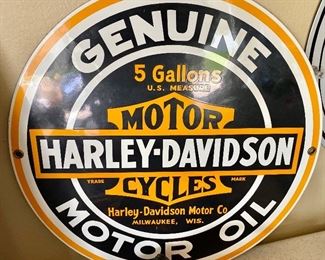 GENUINE
5 Gallons
U.S. MEASURE
MOTOR
HARLEY-DAVIDSON
TRADE MARK
CYCLES
Harley-Davidson Motor Co
MILWAUKEE, WIS.
MOTOR OIL